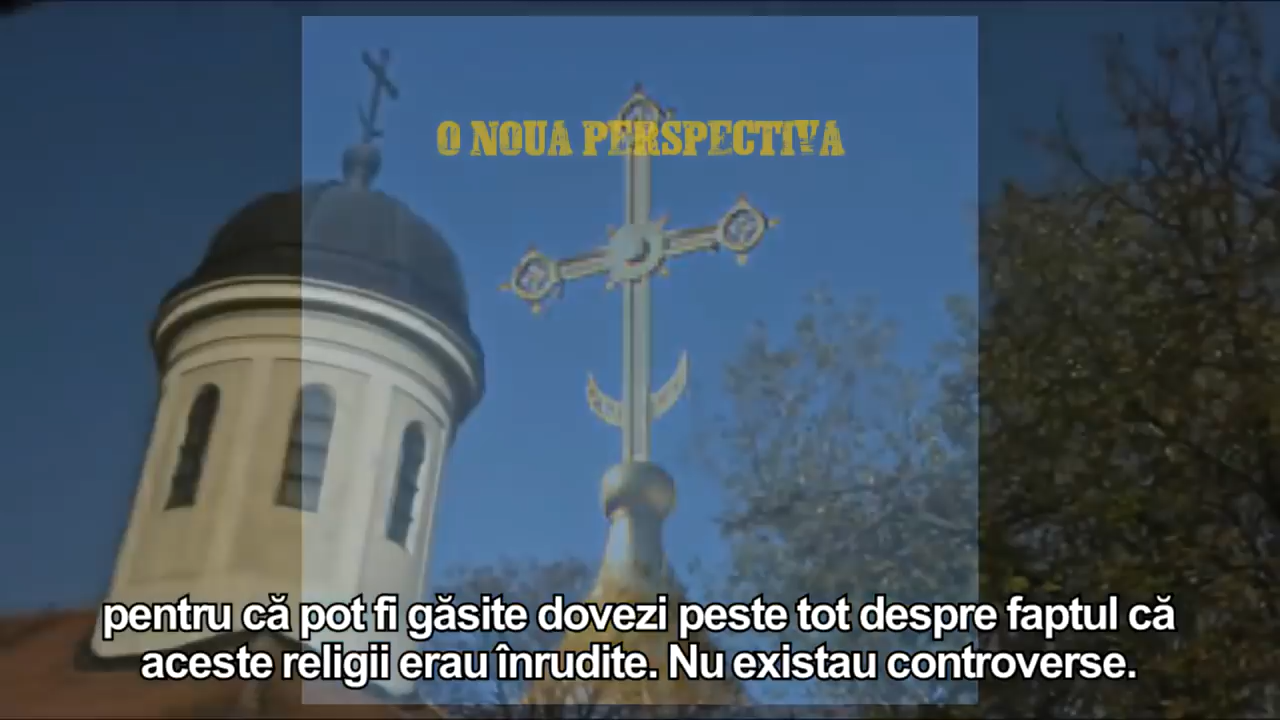 O NOUA PERSPECTIVA
pentru că pot fi găsite dovezi peste tot despre faptul că
aceste religii erau înrudite. Nu existau controverse.